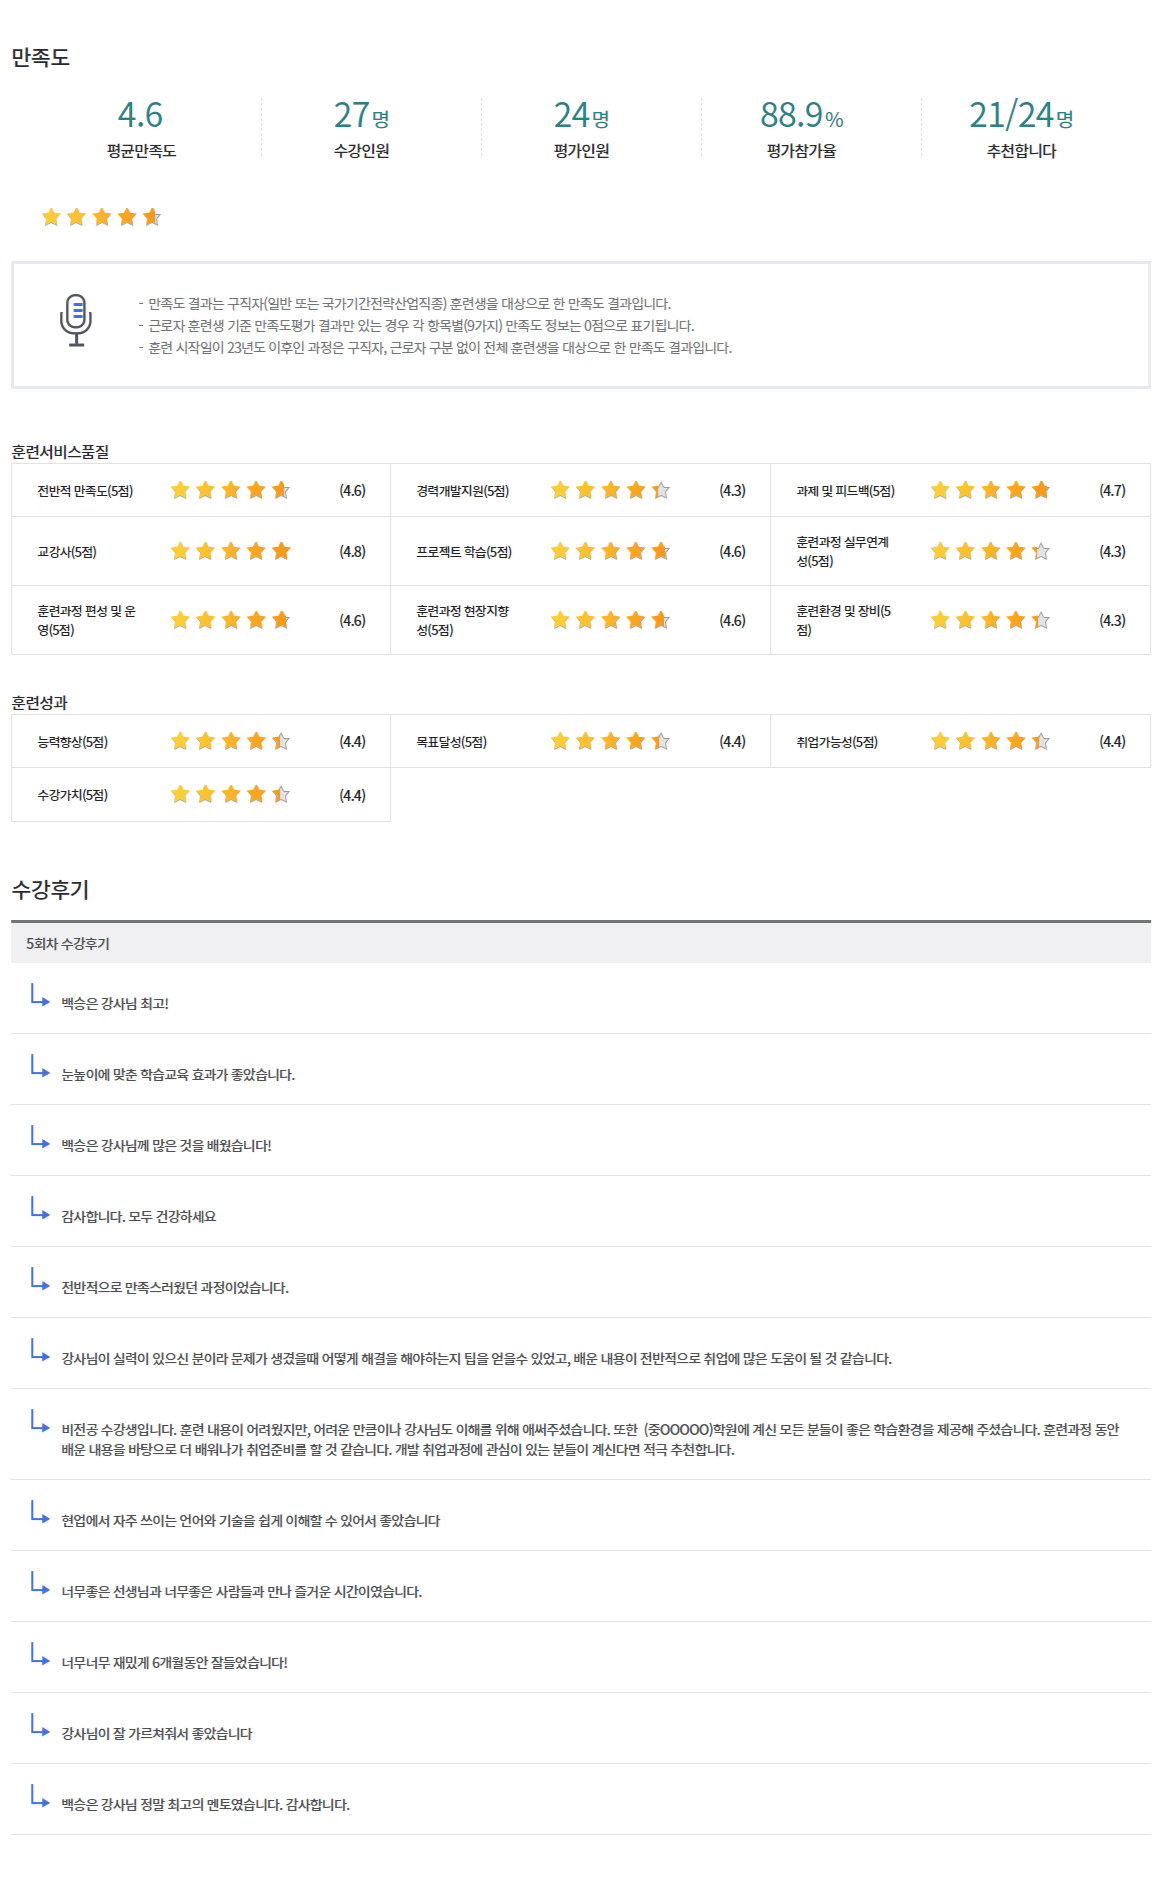 만족도
4.6
평균만족도
27명
수강인원
24명
평가인원
88.9%
평가참가율
21/24명
추천합니다
- 만족도 결과는 구직자(일반 또는 국가기간전략산업직종) 훈련생을 대상으로 한 만족도 결과입니다.
- 근로자 훈련생 기준 만족도평가 결과만 있는 경우 각 항목별(9가지) 만족도 정보는 0점으로 표기됩니다.
- 훈련 시작일이 23년도 이후인 과정은 구직자, 근로자 구분 없이 전체 훈련생을 대상으로 한 만족도 결과입니다.
훈련서비스품질
전반적 만족도(5점) (4.6)
경력개발지원(5점) (4.3)
과제 및 피드백(5점) (4.7)
교강사(5점) (4.8)
프로젝트 학습(5점) (4.6)
훈련과정 실무연계
성(5점) (4.3)
훈련과정 편성 및 운
영(5점) (4.6)
훈련과정 현장지향
성(5점) (4.6)
훈련환경 및 장비(5
점) (4.3)
훈련성과
능력향상(5점) (4.4)
목표달성(5점) (4.4)
취업가능성(5점) (4.4)
수강가치(5점) (4.4)
수강후기
5회차 수강후기
백승은 강사님 최고!
눈높이에 맞춘 학습교육 효과가 좋았습니다.
백승은 강사님께 많은 것을 배웠습니다!
감사합니다. 모두 건강하세요
전반적으로 만족스러웠던 과정이었습니다.
강사님이 실력이 있으신 분이라 문제가 생겼을때 어떻게 해결을 해야하는지 팁을 얻을수 있었고, 배운 내용이 전반적으로 취업에 많은 도움이 될 것 같습니다.
비전공 수강생입니다. 훈련 내용이 어려웠지만, 어려운 만큼이나 강사님도 이해를 위해 애써주셨습니다. 또한 (중OOOOO)학원에 계신 모든 분들이 좋은 학습환경을 제공해 주셨습니다. 훈련과정 동안
배운 내용을 바탕으로 더 배워나가 취업준비를 할 것 같습니다. 개발 취업과정에 관심이 있는 분들이 계신다면 적극 추천합니다.
현업에서 자주 쓰이는 언어와 기술을 쉽게 이해할 수 있어서 좋았습니다
너무좋은 선생님과 너무좋은 사람들과 만나 즐거운 시간이였습니다.
너무너무 재밌게 6개월동안 잘들었습니다!
강사님이 잘 가르쳐줘서 좋았습니다
백승은 강사님 정말 최고의 멘토였습니다. 감사합니다.